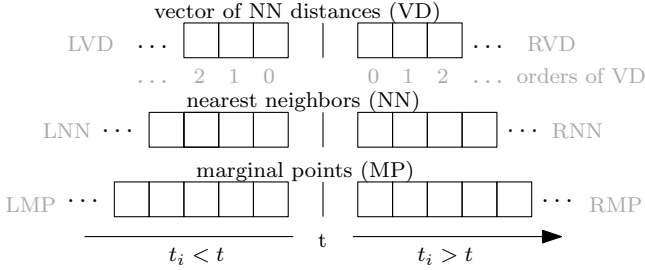 vector of NN distances (VD)
LVD ... | ... RVD
... 2 1 0 0 1 2 ... orders of VD
nearest neighbors (NN)
LNN ... | ... RNN
marginal points (MP)
LMP ... | ... RMP
t
t_i < t t_i > t